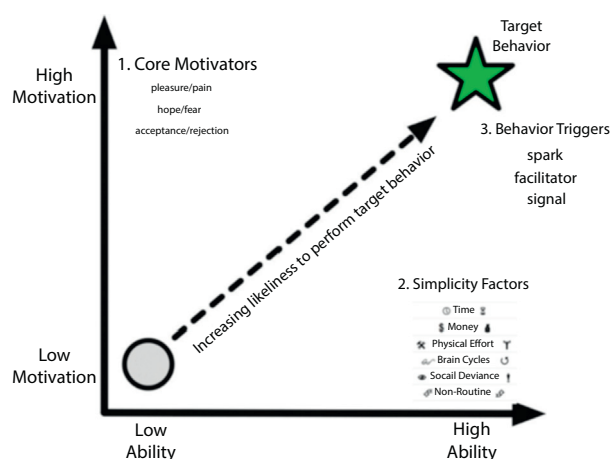 Target
Behavior
High
Motivation
1. Core Motivators
pleasure/pain
hope/fear
acceptance/rejection
3. Behavior Triggers
spark
facilitator
signal
Increasing likeliness to perform target behavior
2. Simplicity Factors
Time
$ Money
Physical Effort
Brain Cycles
Socail Deviance
Non-Routine
Low
Motivation
Low
Ability
High
Ability